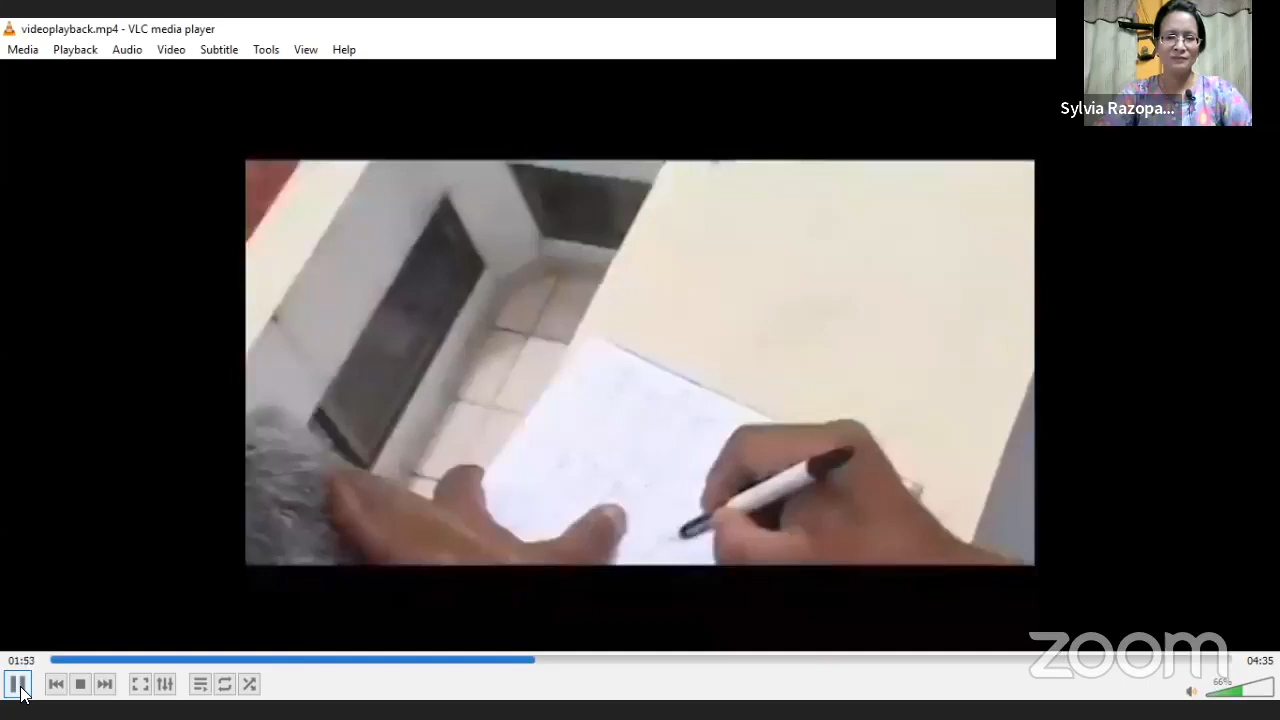 videoplayback.mp4 - VLC media player
Media Playback Audio Video Subtitle Tools View Help
Sylvia Razopa...
zoom
01:53
04:35
66%